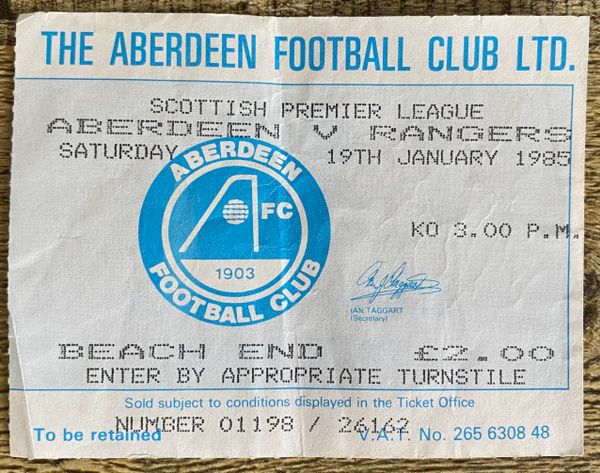 THE ABERDEEN FOOTBALL CLUB LTD.
SCOTTISH PREMIER LEAGUE
ABERDEEN V RANGERS
SATURDAY 19TH JANUARY 1985
ABERDEEN
A FC
1903
FOOTBALL CLUB
KO 3.00 P.M.
Ian J Taggart
IAN TAGGART
(Secretary)
BEACH END £2.00
ENTER BY APPROPRIATE TURNSTILE
Sold subject to conditions displayed in the Ticket Office
NUMBER 01198 / 26162
To be retained V.A.T. No. 265 6308 48